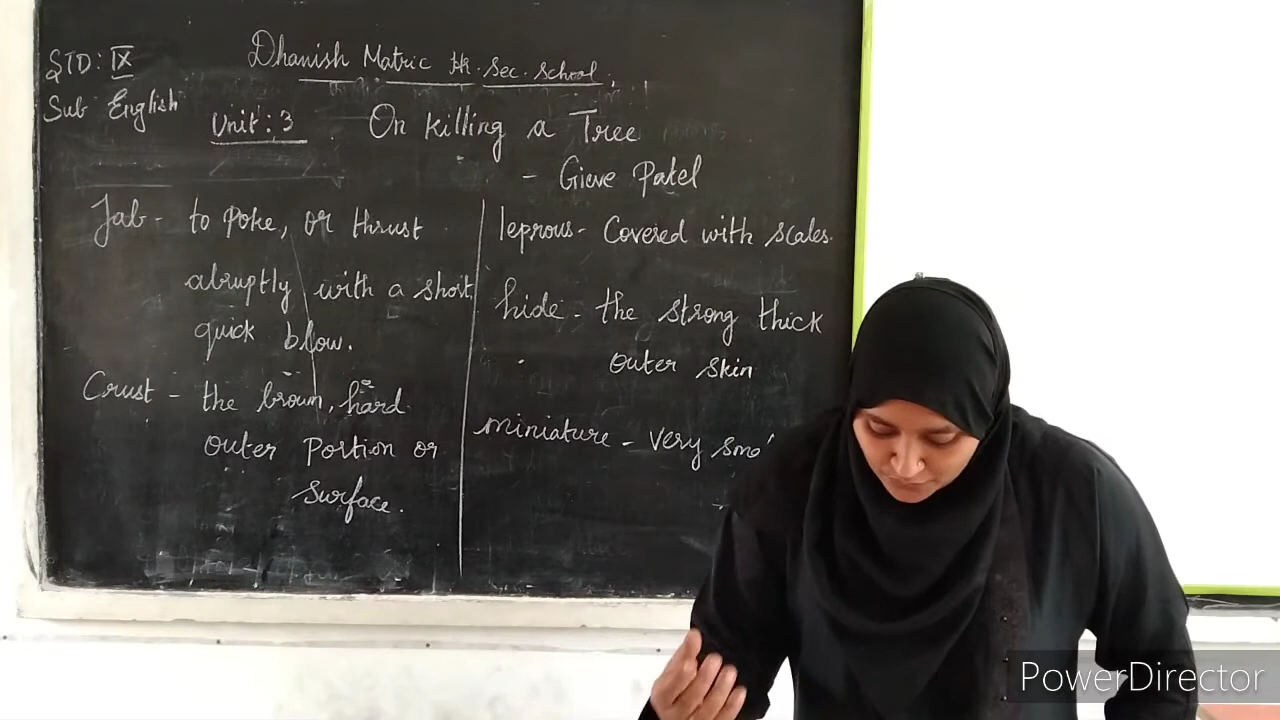 STD: IX
Dhanish Matric Hr. Sec. School,
Sub English
Unit: 3
On killing a Tree
- Gieve Patel
Jab - to poke, or thrust
abruptly with a short
quick blow.
Crust - the brown, hard
outer portion or
surface.
leprous - Covered with scales.
hide - the strong thick
outer skin
miniature - very
PowerDirector